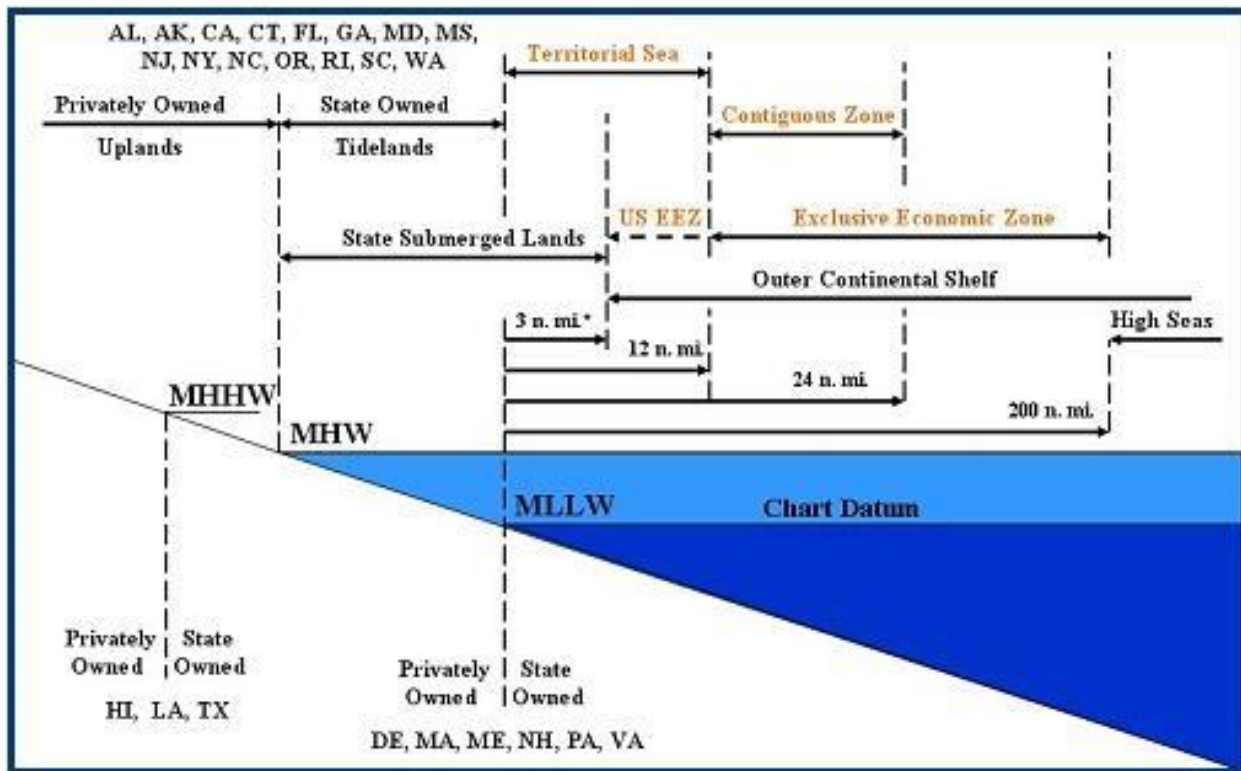 AL, AK, CA, CT, FL, GA, MD, MS,
NJ, NY, NC, OR, RI, SC, WA
Territorial Sea
Privately Owned
State Owned
Contiguous Zone
Uplands
Tidelands
US EEZ
Exclusive Economic Zone
State Submerged Lands
Outer Continental Shelf
3 n. mi.*
High Seas
12 n. mi.
24 n. mi.
MHHW
200 n. mi.
MHW
MLLW
Chart Datum
Privately
Owned
State
Owned
Privately
Owned
State
Owned
HI, LA, TX
DE, MA, ME, NH, PA, VA